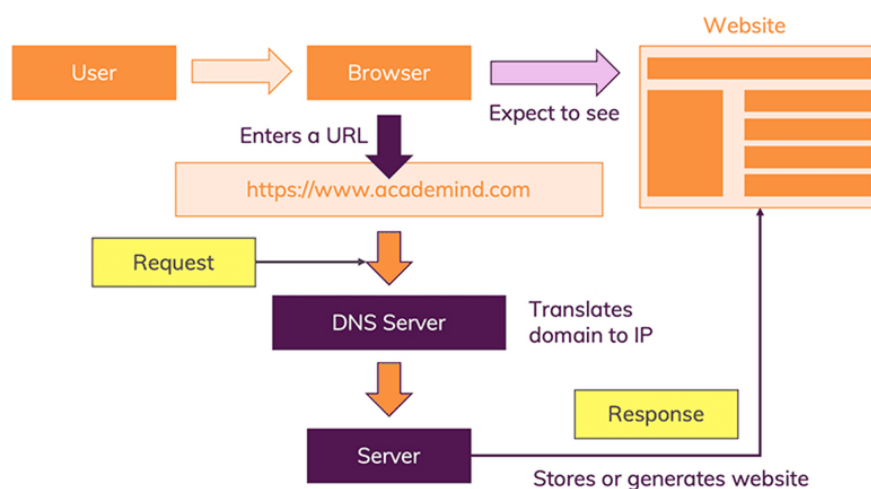 Website
User
Browser
Expect to see
Enters a URL
https://www.academind.com
Request
DNS Server
Translates
domain to IP
Response
Server
Stores or generates website